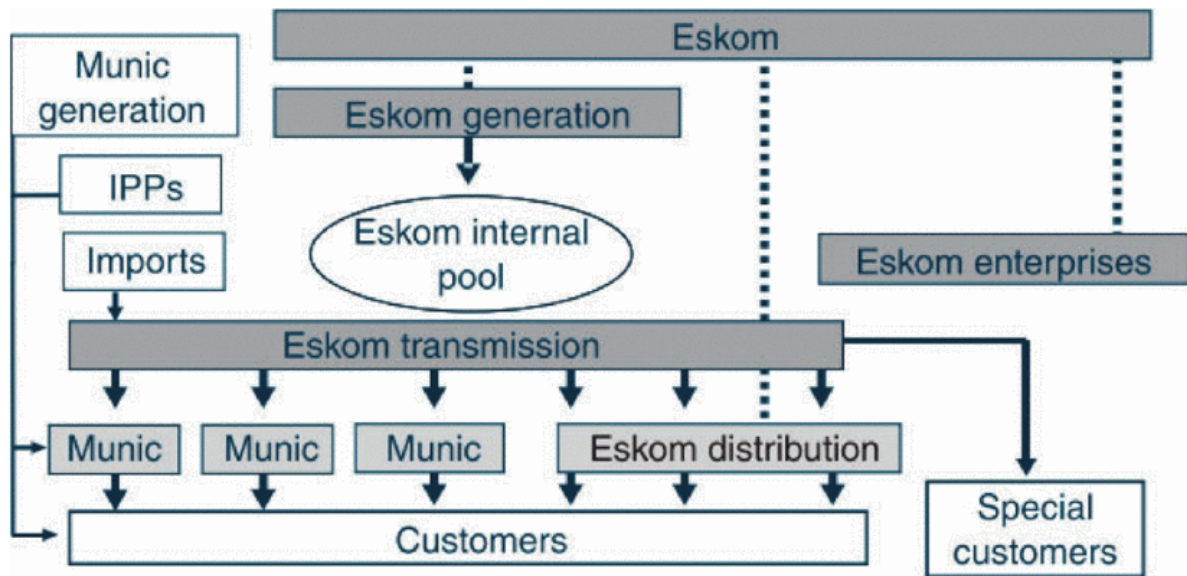 Eskom
Munic
generation
Eskom generation
IPPs
Eskom internal
pool
Imports
Eskom enterprises
Eskom transmission
Munic
Munic
Munic
Eskom distribution
Customers
Special
customers